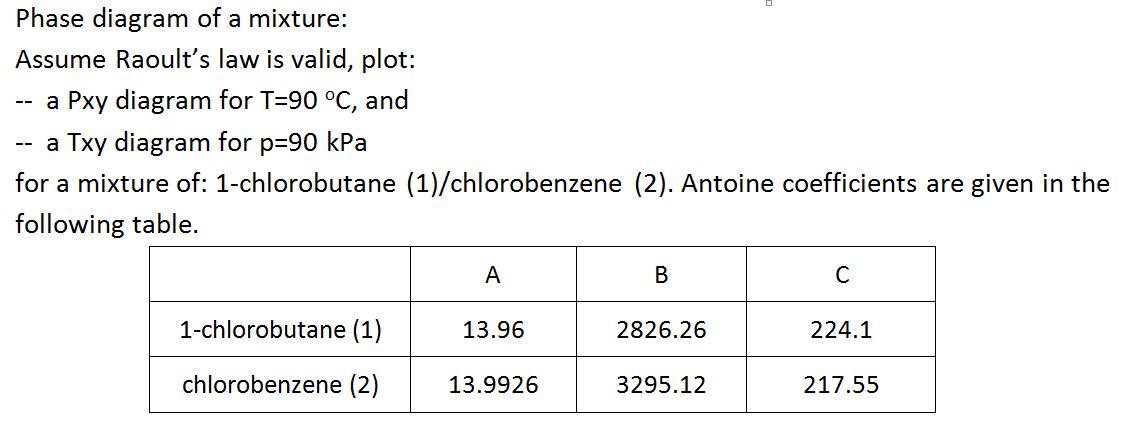 Phase diagram of a mixture:
Assume Raoult’s law is valid, plot:
-- a Pxy diagram for T=90 °C, and
-- a Txy diagram for p=90 kPa
for a mixture of: 1-chlorobutane (1)/chlorobenzene (2). Antoine coefficients are given in the
following table.
A B C
1-chlorobutane (1) 13.96 2826.26 224.1
chlorobenzene (2) 13.9926 3295.12 217.55